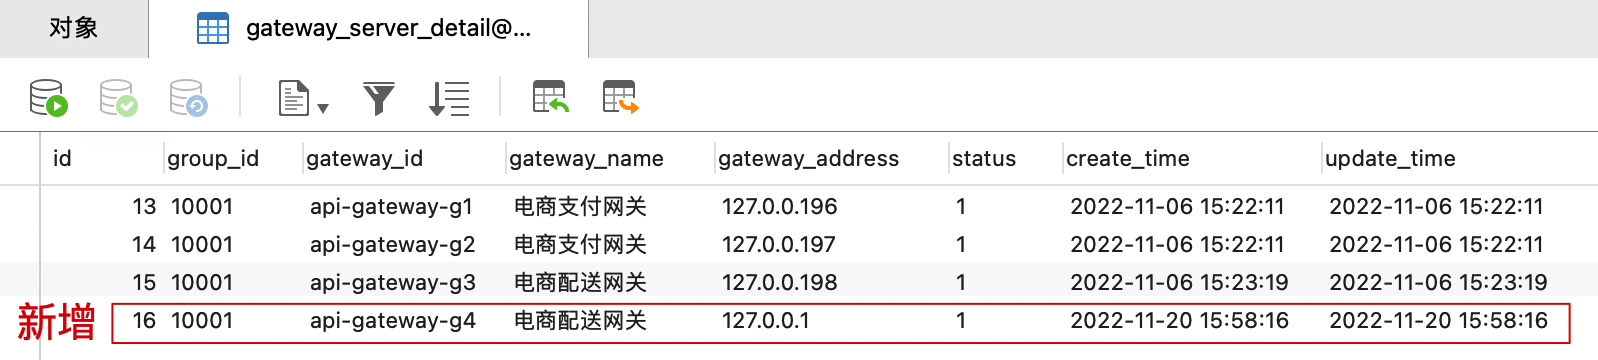 对象 gateway_server_detail@...
id group_id gateway_id gateway_name gateway_address status create_time update_time
13 10001 api-gateway-g1 电商支付网关 127.0.0.196 1 2022-11-06 15:22:11 2022-11-06 15:22:11
14 10001 api-gateway-g2 电商支付网关 127.0.0.197 1 2022-11-06 15:22:11 2022-11-06 15:22:11
15 10001 api-gateway-g3 电商配送网关 127.0.0.198 1 2022-11-06 15:23:19 2022-11-06 15:23:19
新增 16 10001 api-gateway-g4 电商配送网关 127.0.0.1 1 2022-11-20 15:58:16 2022-11-20 15:58:16